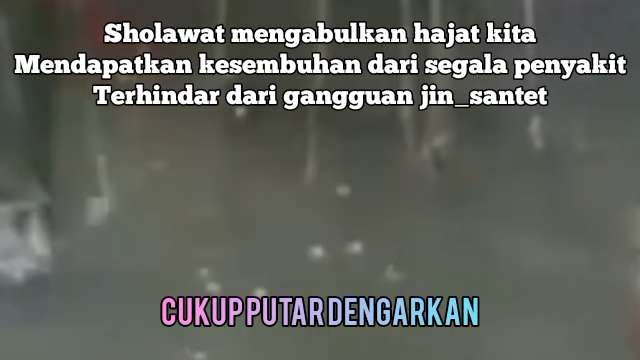 Sholawat mengabulkan hajat kita
Mendapatkan kesembuhan dari segala penyakit
Terhindar dari gangguan jin_santet
CUKUP PUTAR DENGARKAN